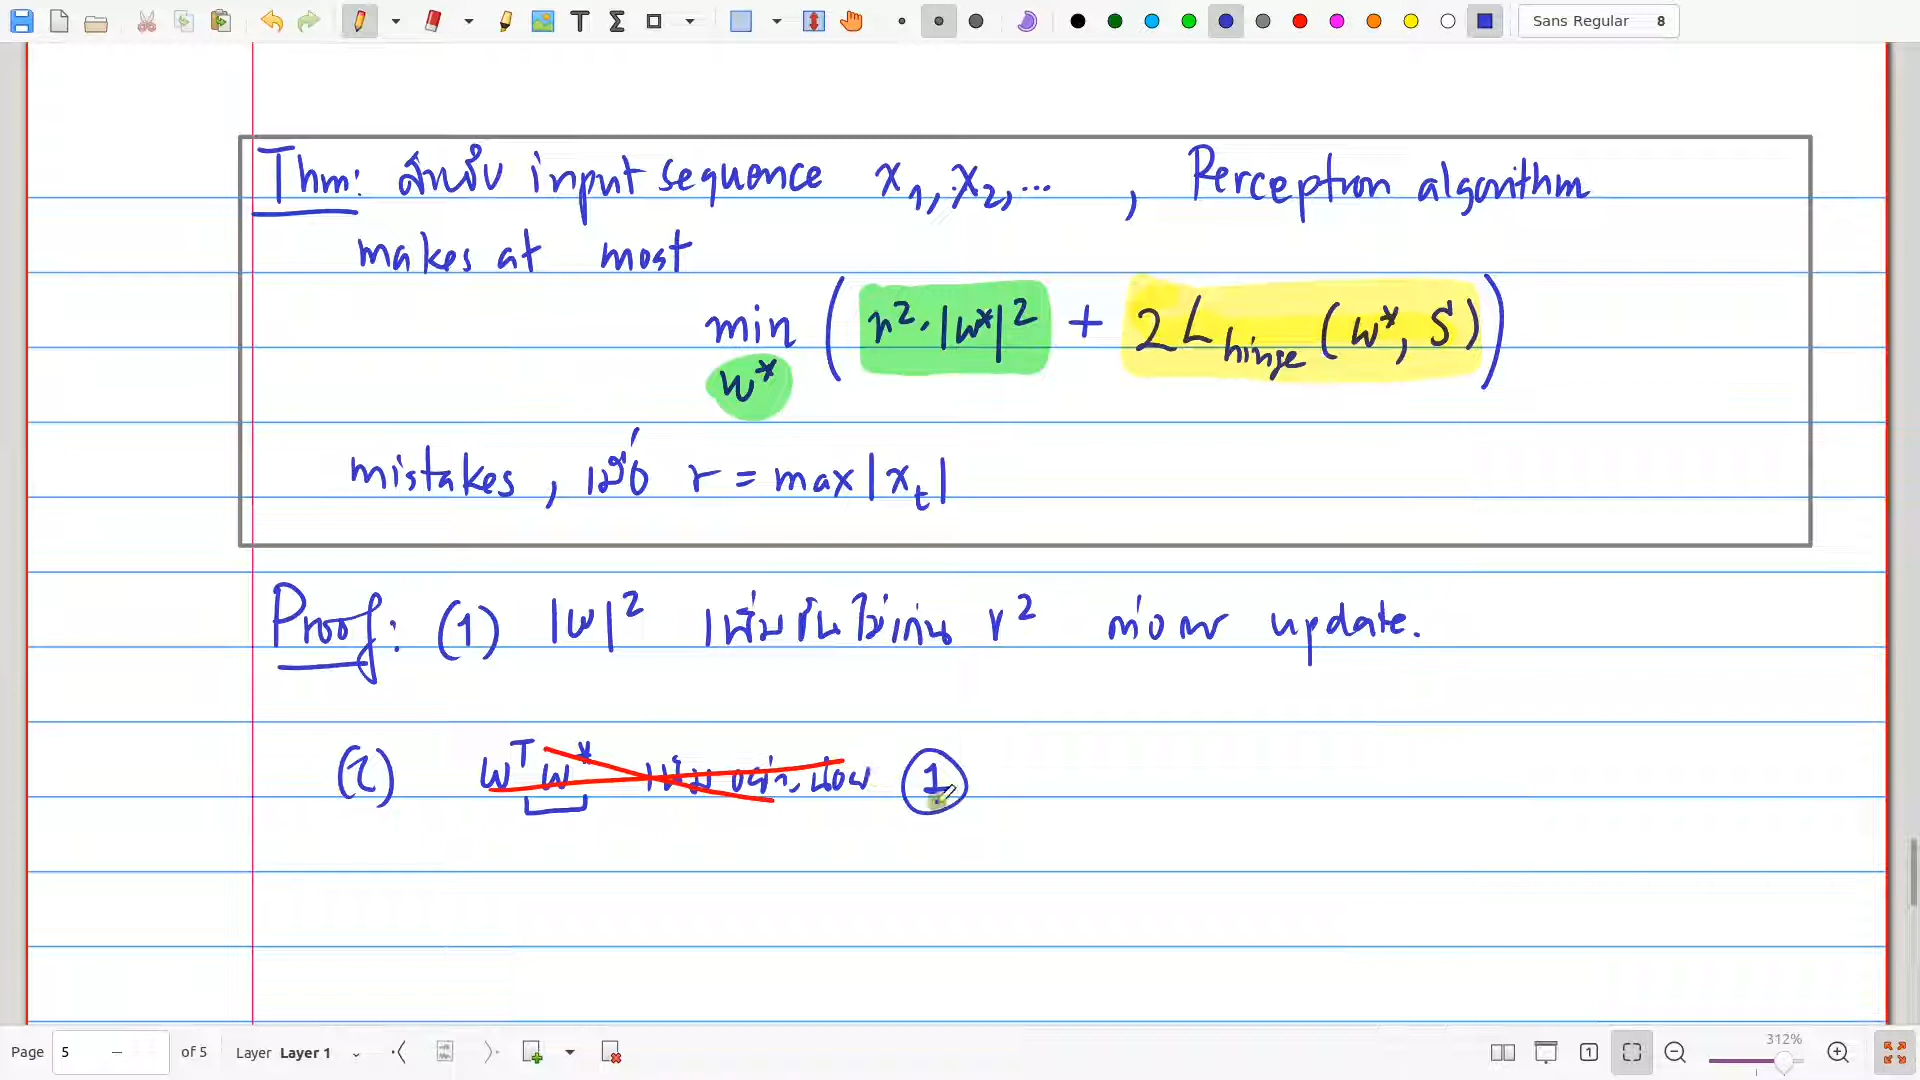 Sans Regular 8
Thm: สำหรับ input sequence x₁, x₂, ... , Perceptron algorithm
makes at most
min ( r²·|w*|² + 2L_hinge (w*, S) )
w*
mistakes , เมื่อ r = max|x_t|
Proof: (1) |w|² เพิ่มขึ้นไม่เกิน r² ต่อการ update.
(2) wᵀw* เพิ่มอย่างน้อย 1
Page 5 of 5 Layer Layer 1 1 312%